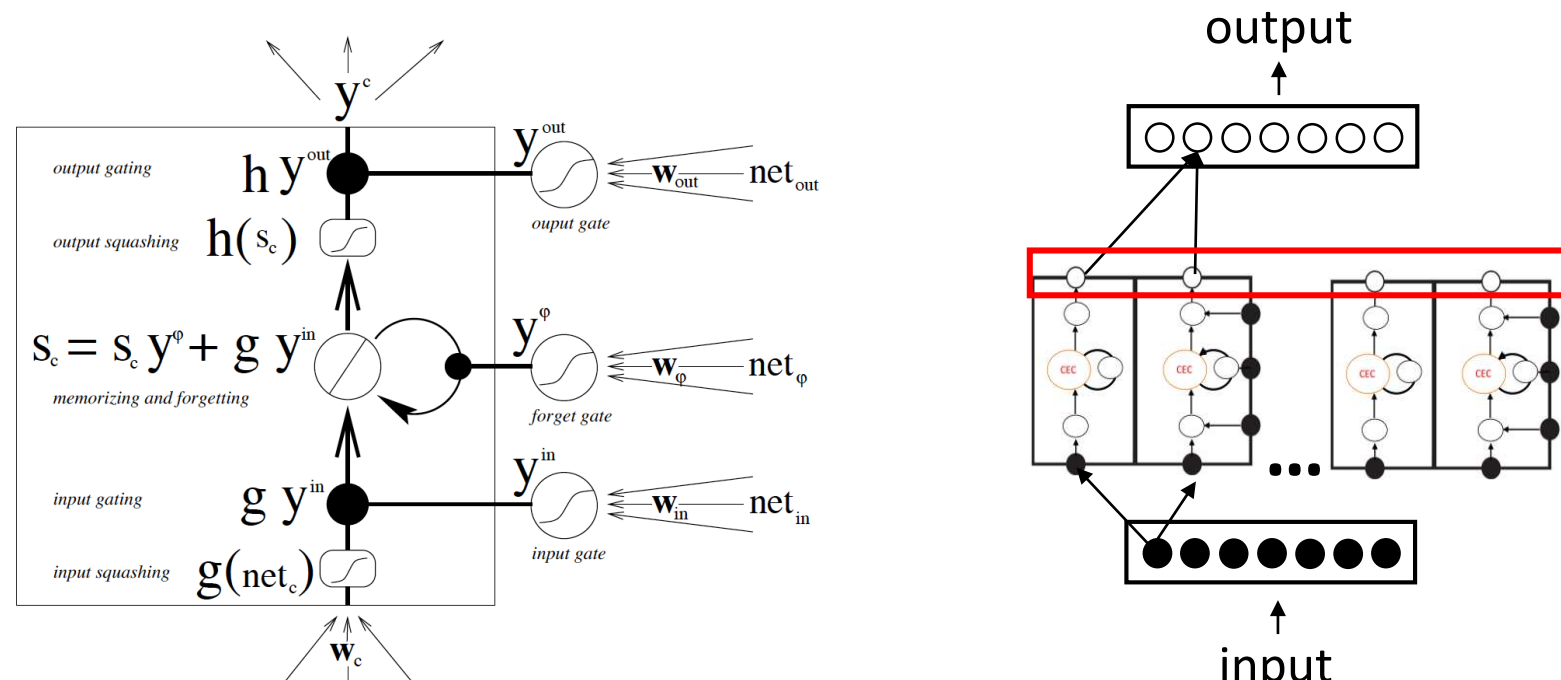 y^c
output gating
h y^out
y^out
w_out
net_out
ouput gate
output squashing
h(s_c)
s_c = s_c y^φ + g y^in
memorizing and forgetting
y^φ
w_φ
net_φ
forget gate
input gating
g y^in
y^in
w_in
net_in
input gate
input squashing
g(net_c)
w_c
output
CEC
CEC
CEC
CEC
...
input